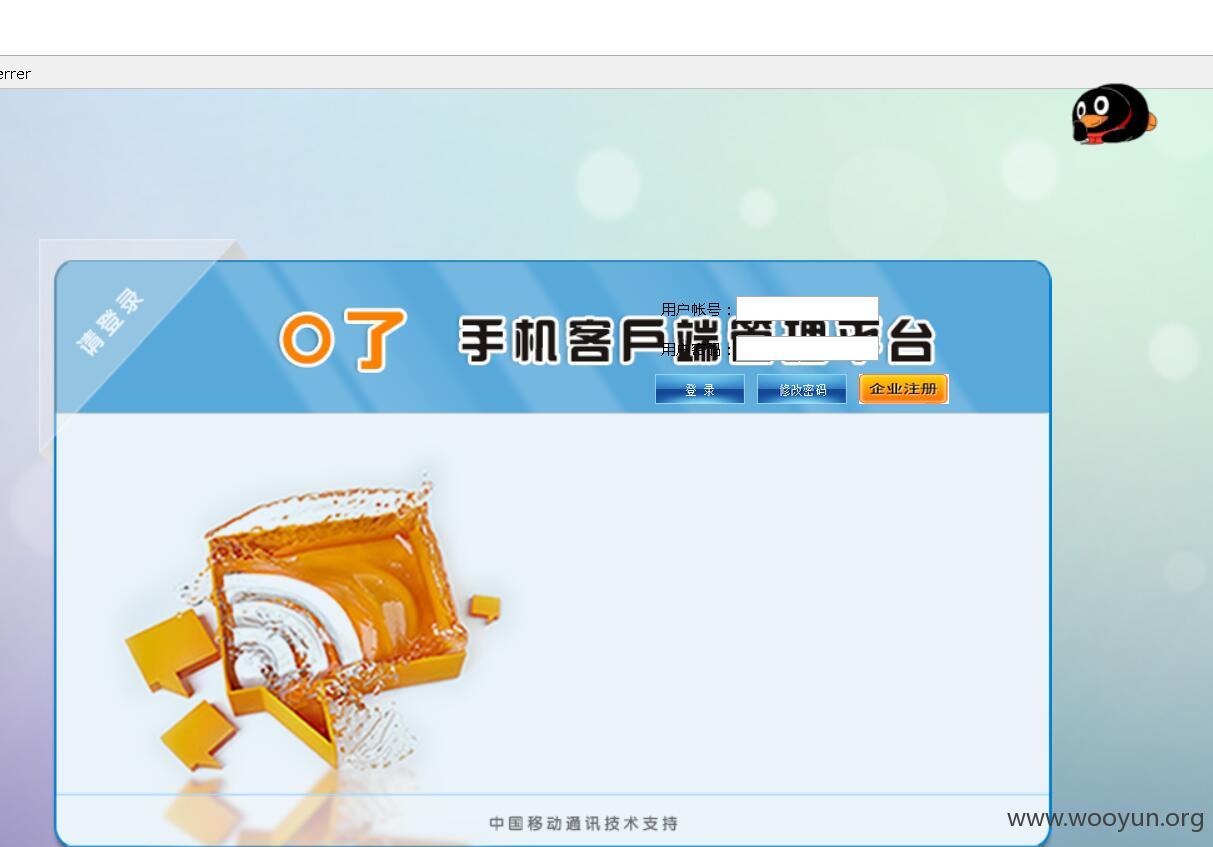 errer
请登录
O了 手机客戶端管理平台
用户帐号：
用户密码：
登 录 修改密码 企业注册
中国移动通讯技术支持
www.wooyun.org